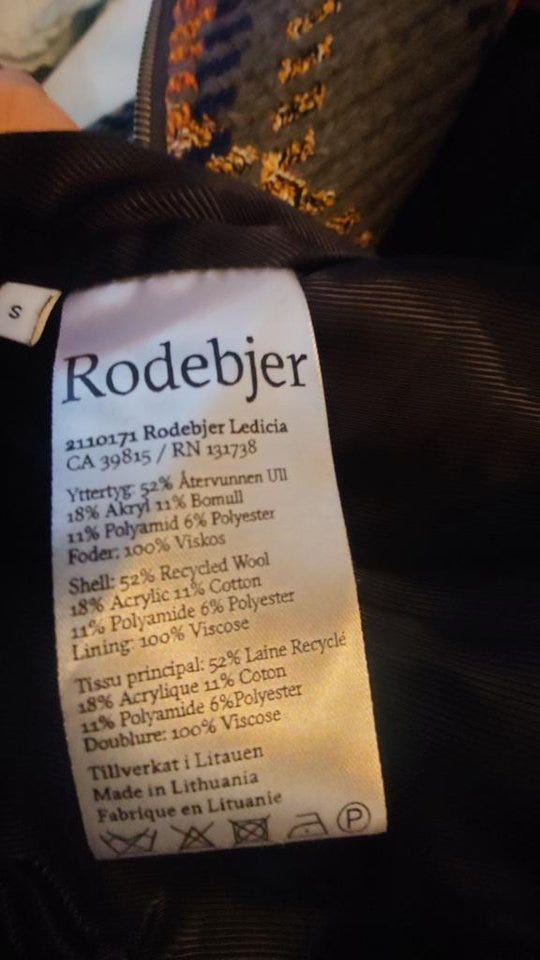 S
Rodebjer
2110171 Rodebjer Ledicia
CA 39815 / RN 131738
Yttertyg: 52% Återvunnen Ull
18% Akryl 11% Bomull
11% Polyamid 6% Polyester
Foder: 100% Viskos
Shell: 52% Recycled Wool
18% Acrylic 11% Cotton
11% Polyamide 6% Polyester
Lining: 100% Viscose
Tissu principal: 52% Laine Recyclé
18% Acrylique 11% Coton
11% Polyamide 6%Polyester
Doublure: 100% Viscose
Tillverkat i Litauen
Made in Lithuania
Fabrique en Lituanie
P